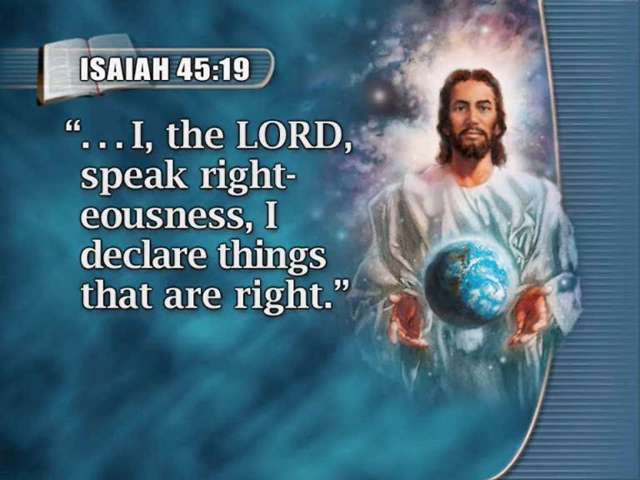 ISAIAH 45:19
“...I, the LORD,
speak right-
eousness, I
declare things
that are right.”